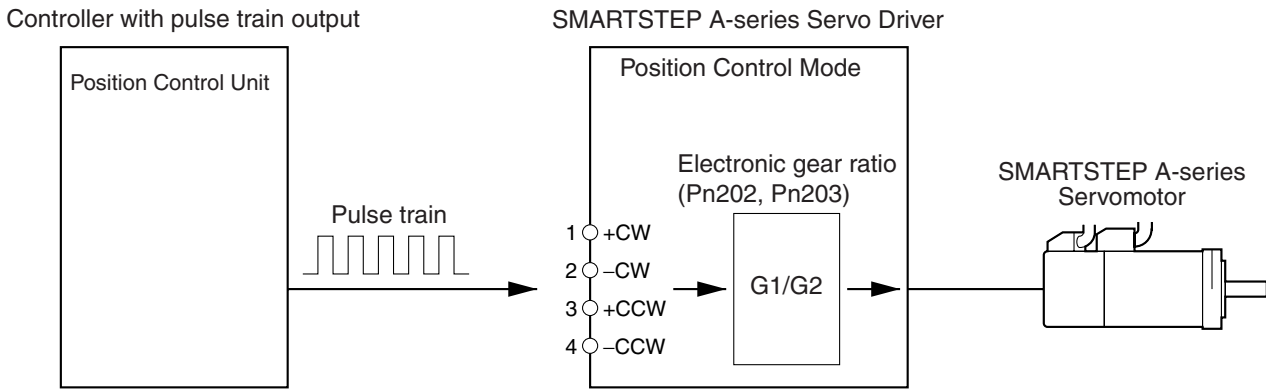 Controller with pulse train output
SMARTSTEP A-series Servo Driver
Position Control Unit
Position Control Mode
Electronic gear ratio
(Pn202, Pn203)
SMARTSTEP A-series
Servomotor
Pulse train
1 +CW
2 –CW
3 +CCW
4 –CCW
G1/G2